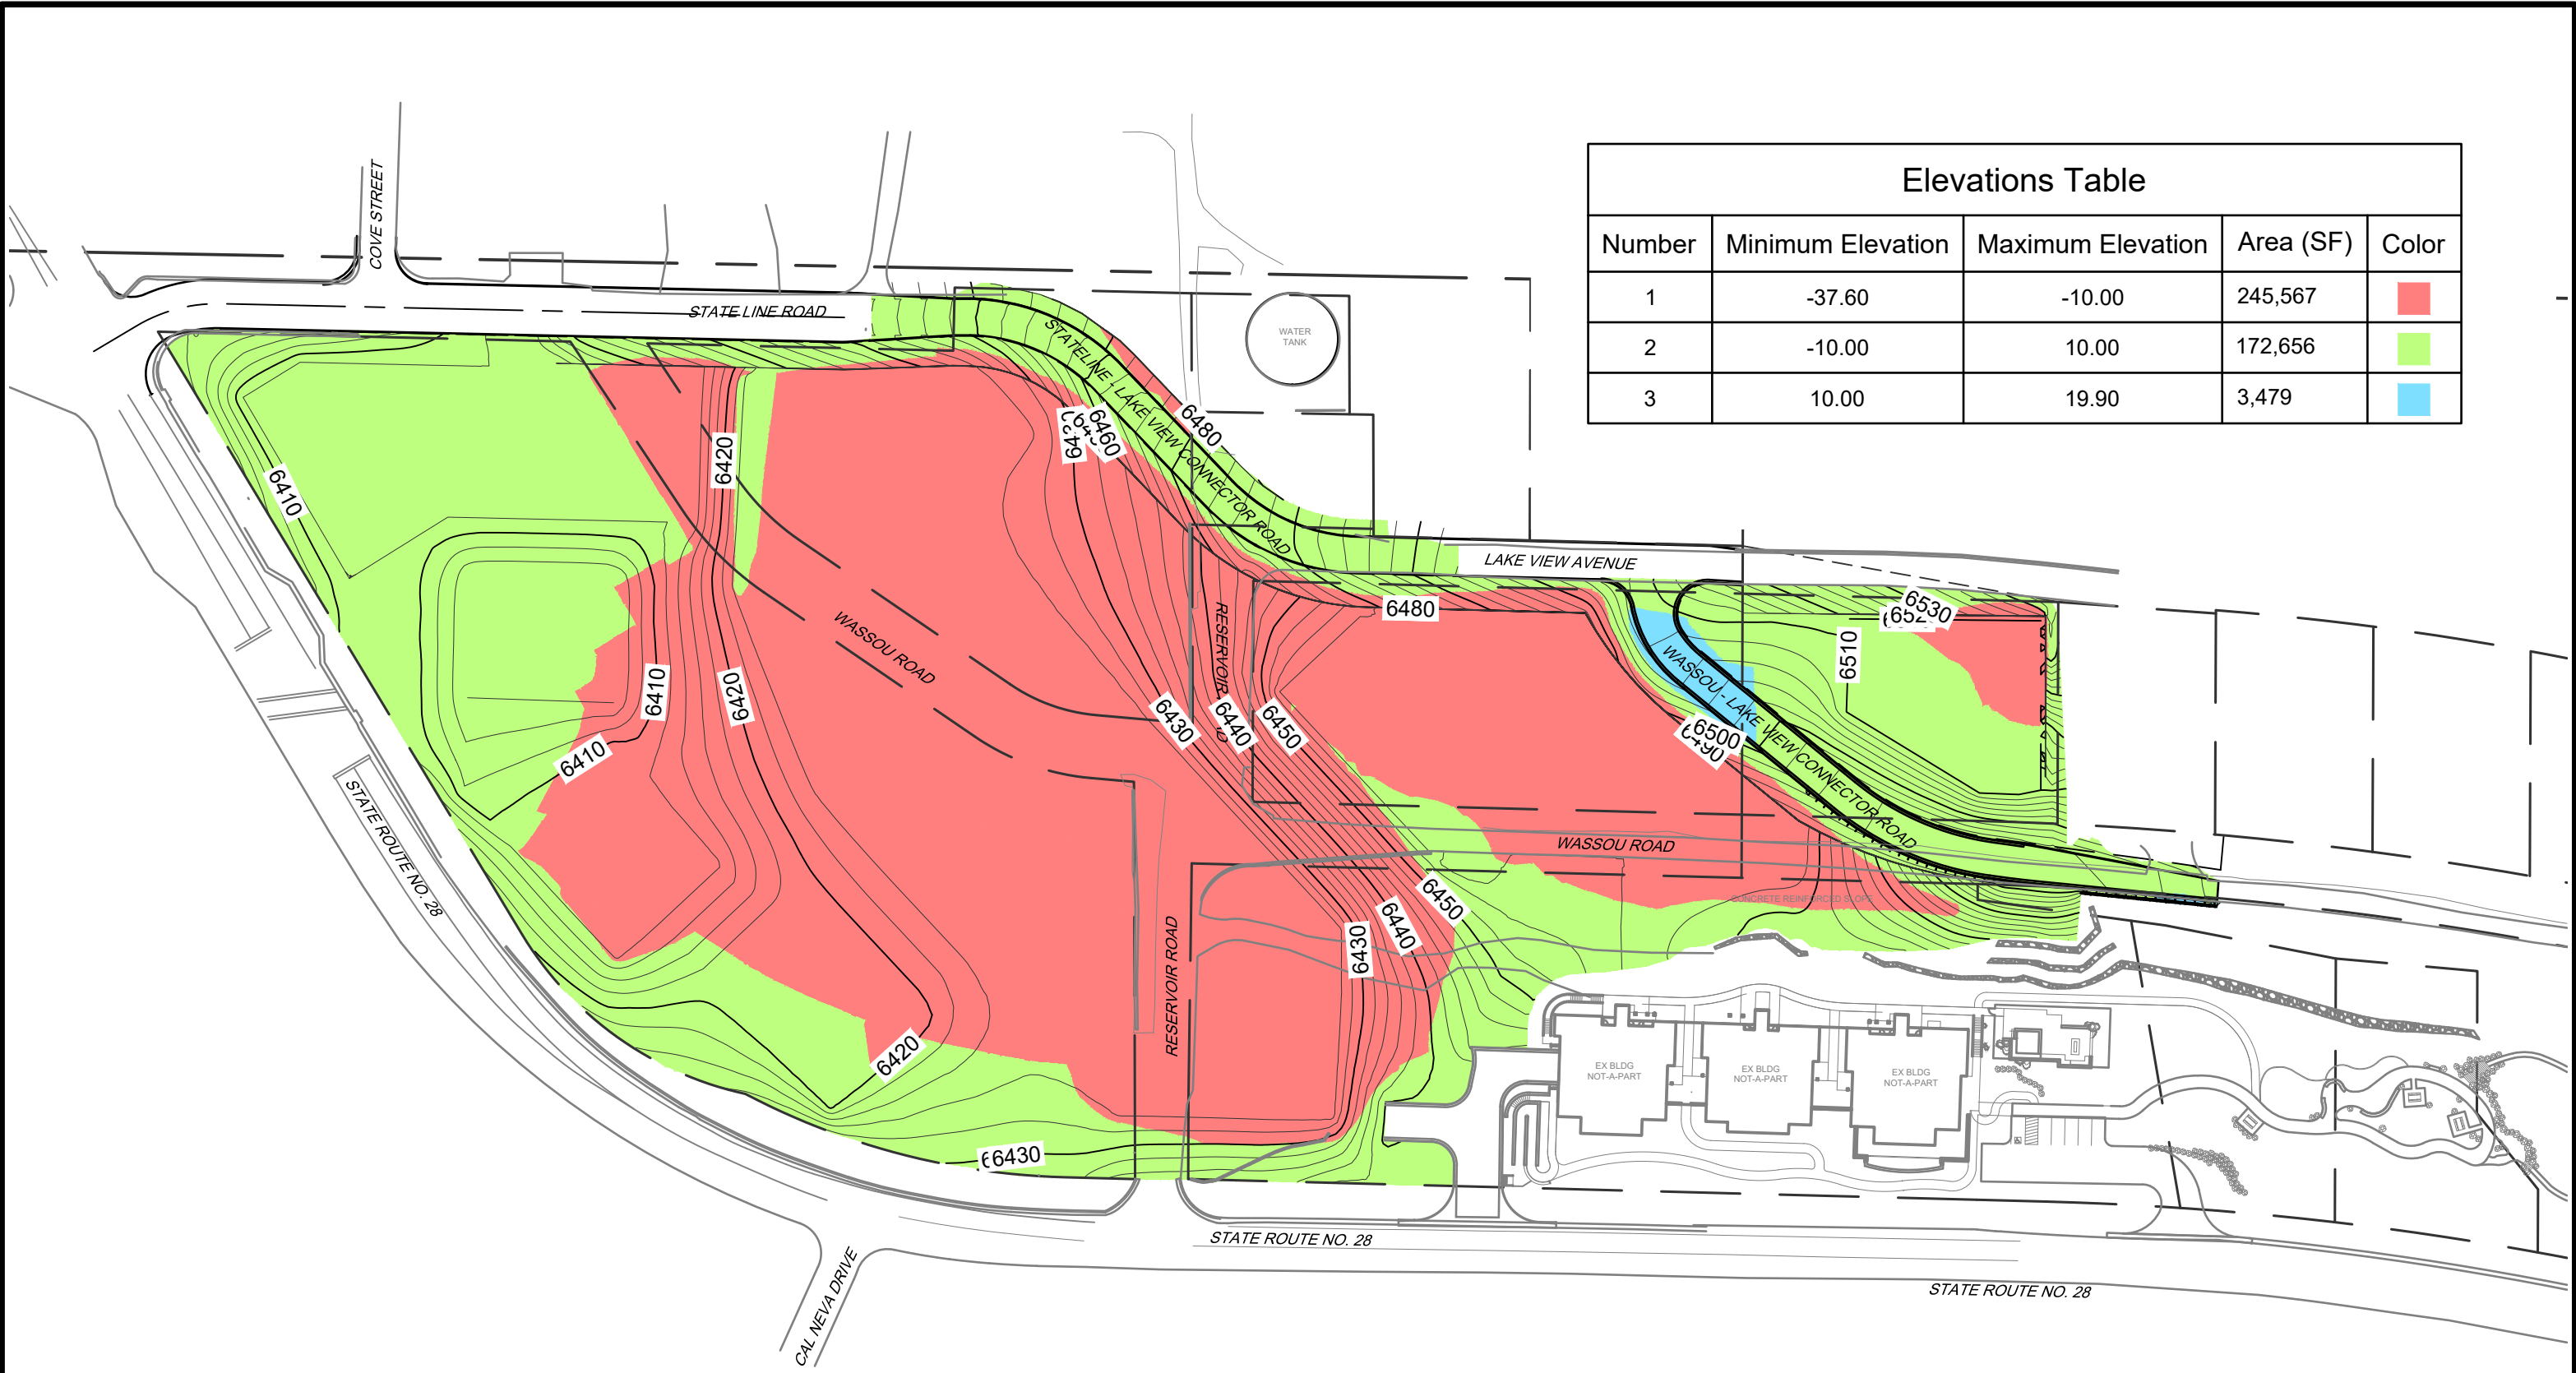 Elevations Table
Number Minimum Elevation Maximum Elevation Area (SF) Color
1 -37.60 -10.00 245,567
2 -10.00 10.00 172,656
3 10.00 19.90 3,479
COVE STREET
STATE LINE ROAD
WATER
TANK
STATELINE - LAKE VIEW CONNECTOR ROAD
6480
6460
6420
6410
LAKE VIEW AVENUE
6480
6530
6510
WASSOU ROAD
RESERVOIR
WASSOU - LAKE VIEW CONNECTOR ROAD
6410
6420
6430
6440
6450
6500
6490
6410
STATE ROUTE NO. 28
WASSOU ROAD
CONCRETE REINFORCED SLOPE
6450
6440
6430
RESERVOIR ROAD
6420
6430
EX BLDG
NOT-A-PART
EX BLDG
NOT-A-PART
EX BLDG
NOT-A-PART
STATE ROUTE NO. 28
CAL NEVA DRIVE
STATE ROUTE NO. 28